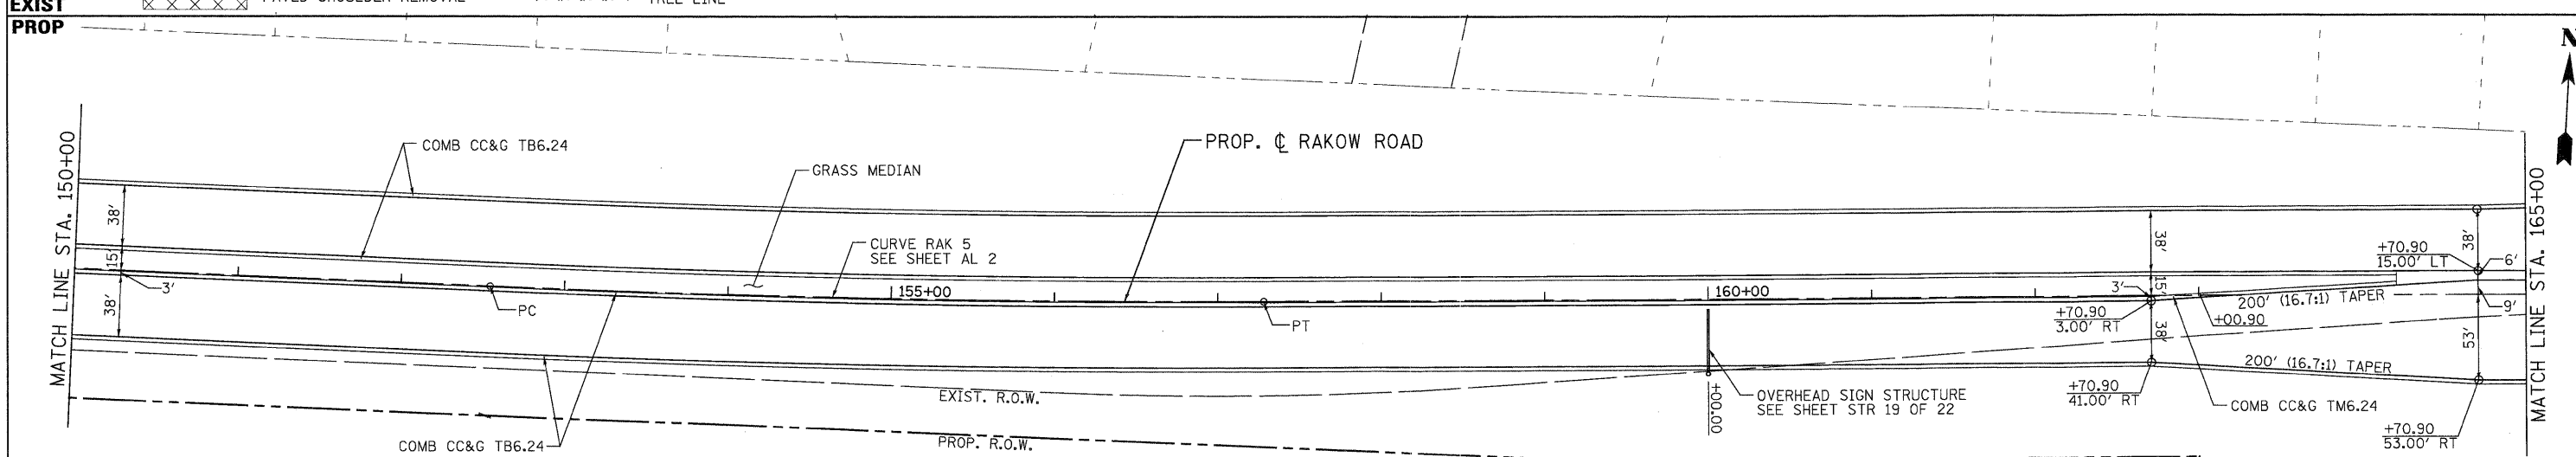 EXIST
PROP
N
MATCH LINE STA. 150+00
COMB CC&G TB6.24
GRASS MEDIAN
PROP. ℄ RAKOW ROAD
CURVE RAK 5
SEE SHEET AL 2
38'
15'
3'
38'
PC
155+00
PT
160+00
EXIST. R.O.W.
PROP. R.O.W.
COMB CC&G TB6.24
+00.00
OVERHEAD SIGN STRUCTURE
SEE SHEET STR 19 OF 22
38'
15'
3'
38'
+70.90
3.00' RT
+70.90
41.00' RT
+00.90
200' (16.7:1) TAPER
200' (16.7:1) TAPER
COMB CC&G TM6.24
+70.90
15.00' LT
38'
6'
9'
53'
+70.90
53.00' RT
MATCH LINE STA. 165+00